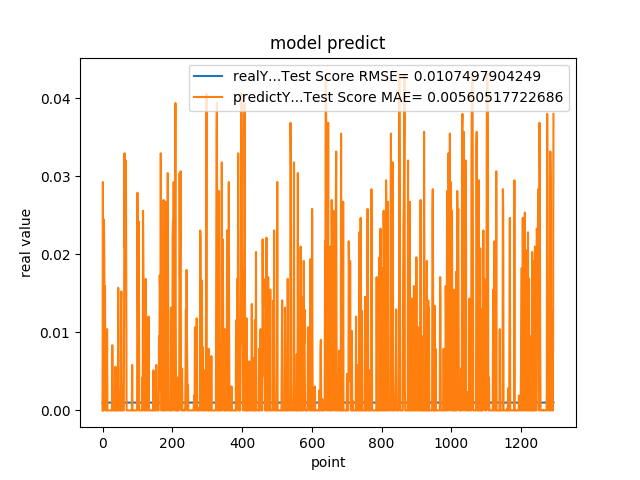 model predict
realY...Test Score RMSE= 0.0107497904249
predictY...Test Score MAE= 0.00560517722686
0.04
0.03
0.02
0.01
0.00
real value
0 200 400 600 800 1000 1200
point